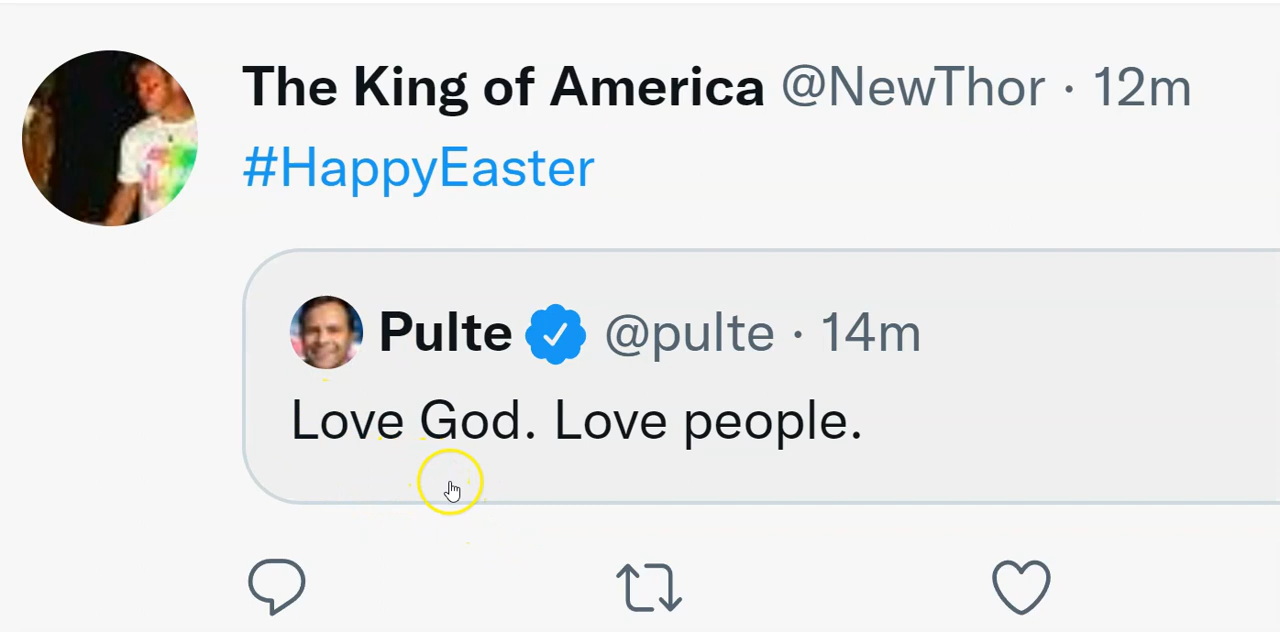 The King of America @NewThor · 12m
#HappyEaster
Pulte @pulte · 14m
Love God. Love people.